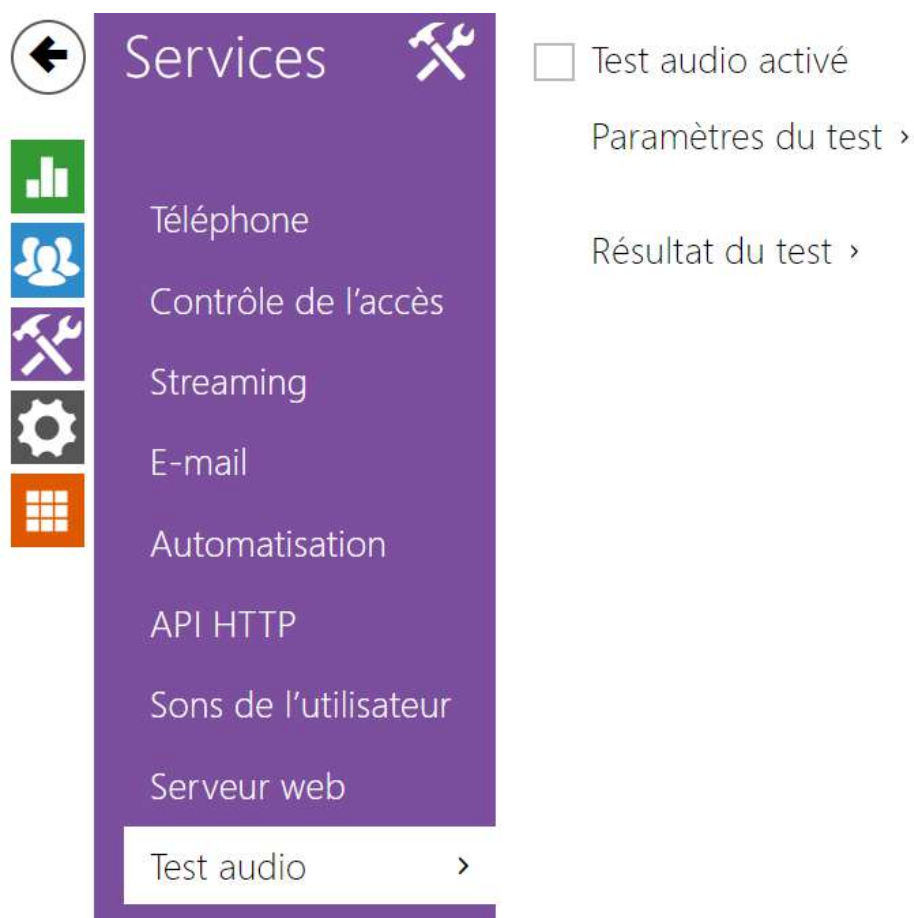 Services
Téléphone
Contrôle de l’accès
Streaming
E-mail
Automatisation
API HTTP
Sons de l’utilisateur
Serveur web
Test audio ›
Test audio activé
Paramètres du test ›
Résultat du test ›